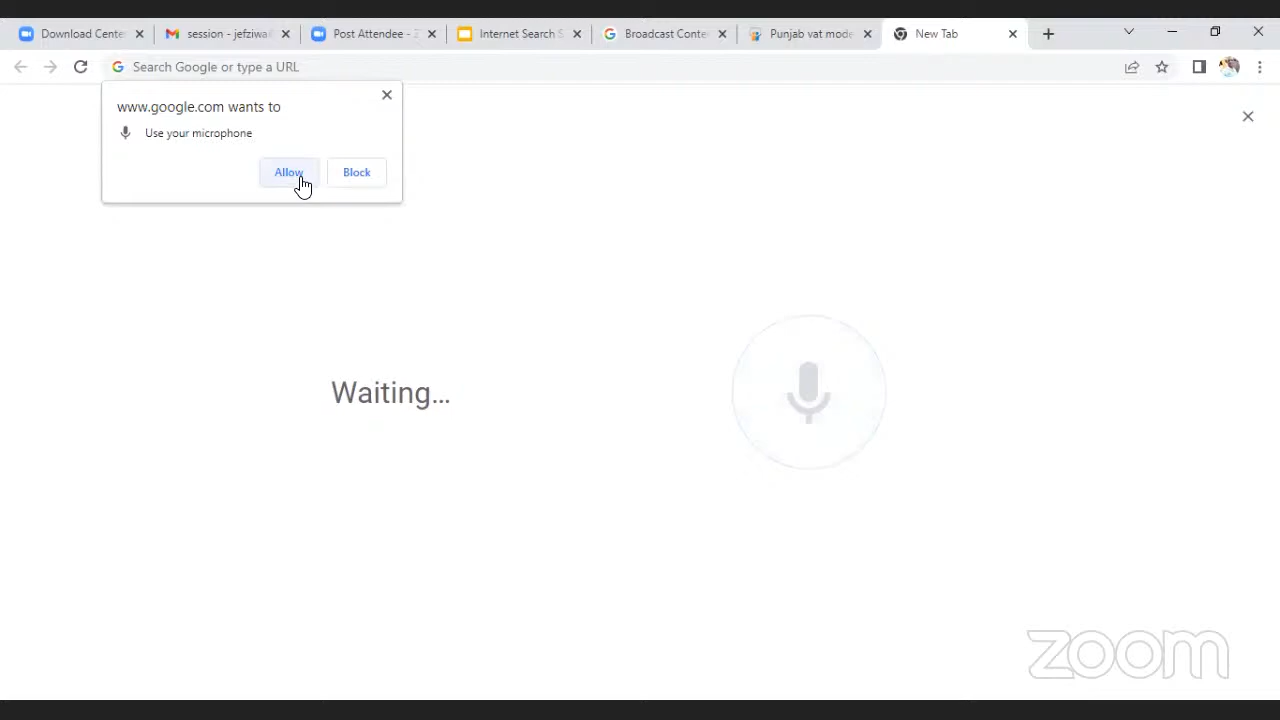 Download Cente
session - jefziwa
Post Attendee - Z
Internet Search S
Broadcast Conte
Punjab vat mode
New Tab
Search Google or type a URL
www.google.com wants to
Use your microphone
Allow
Block
Waiting...
zoom